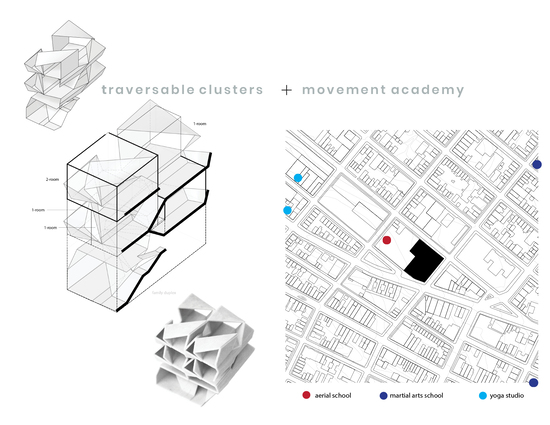 traversable clusters + movement academy
1-room
2-room
1-room
1-room
aerial school
martial arts school
yoga studio